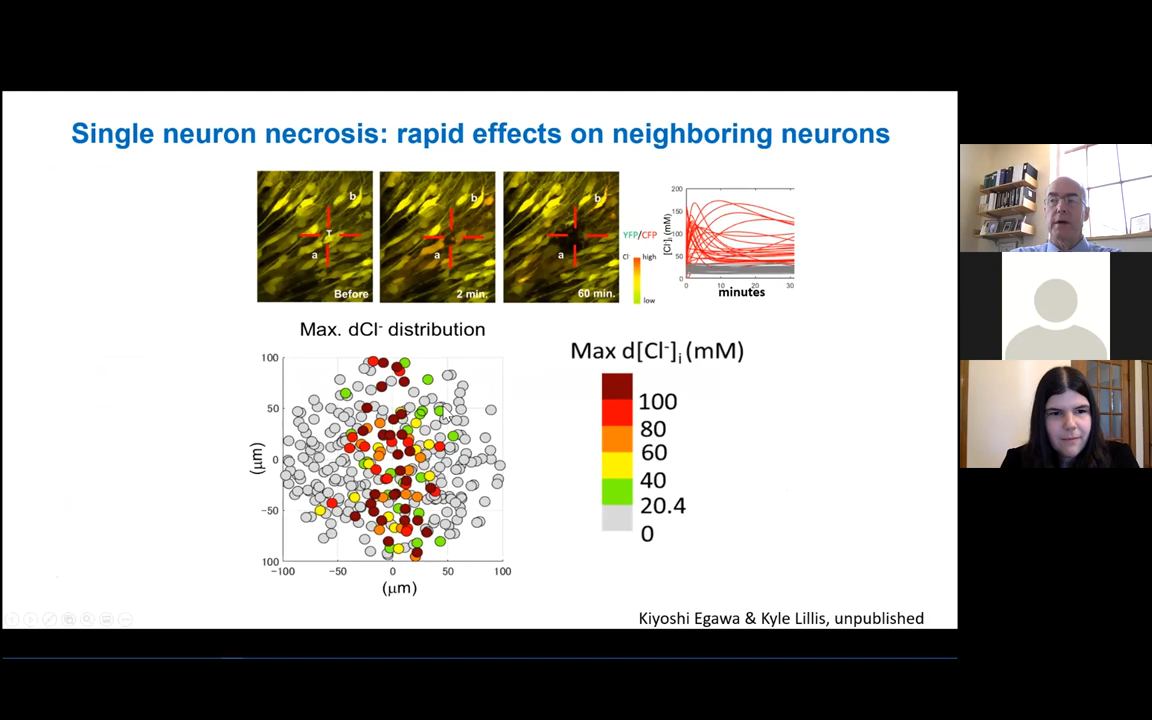 Single neuron necrosis: rapid effects on neighboring neurons
b
T
a
Before
b
a
2 min.
b
a
60 min.
YFP/CFP
Cl⁻ high
low
[Cl⁻]i (mM)
200
150
100
50
0
0 10 20 30
minutes
Max. dCl⁻ distribution
(μm)
100
50
0
−50
100
−100 −50 0 50 100
(μm)
Max d[Cl⁻]i (mM)
100
80
60
40
20.4
0
Kiyoshi Egawa & Kyle Lillis, unpublished